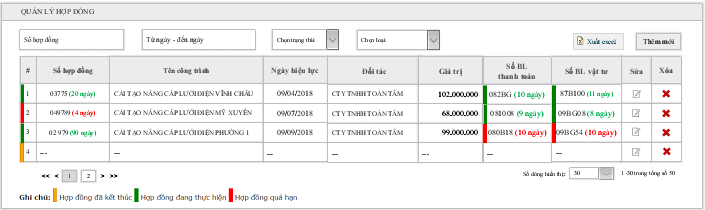 QUẢN LÝ HỢP ĐỒNG
Số hợp đồng Từ ngày - đến ngày Chọn trạng thái Chọn loại Xuất excel Thêm mới
# Số hợp đồng Tên công trình Ngày hiệu lực Đối tác Giá trị Số BL thanh toán Số BL vật tư Sửa Xóa
1 03775 (20 ngày) CẢI TẠO NÂNG CẤP LƯỚI ĐIỆN VĨNH CHÂU 09/04/2018 CTY TNHH TOÀN TÂM 102.000.000 082BG (10 ngày) 87B100 (11 ngày)
2 049789 (4 ngày) CẢI TẠO NÂNG CẤP LƯỚI ĐIỆN MỸ XUYÊN 09/07/2018 CTY TNHH TOÀN TÂM 68.000.000 081008 (9 ngày) 09BG08 (8 ngày)
3 02979 (90 ngày) CẢI TẠO NÂNG CẤP LƯỚI ĐIỆN PHƯỜNG 1 09/09/2018 CTY TNHH TOÀN TÂM 99.000.000 080B18 (10 ngày) 09BG54 (10 ngày)
4 ... ... ... ... ... ... ...
<< < 1 2 > >> Số dòng hiển thị: 30 1 -30 trong tổng số 50
Ghi chú: Hợp đồng đã kết thúc Hợp đồng đang thực hiện Hợp đồng quá hạn